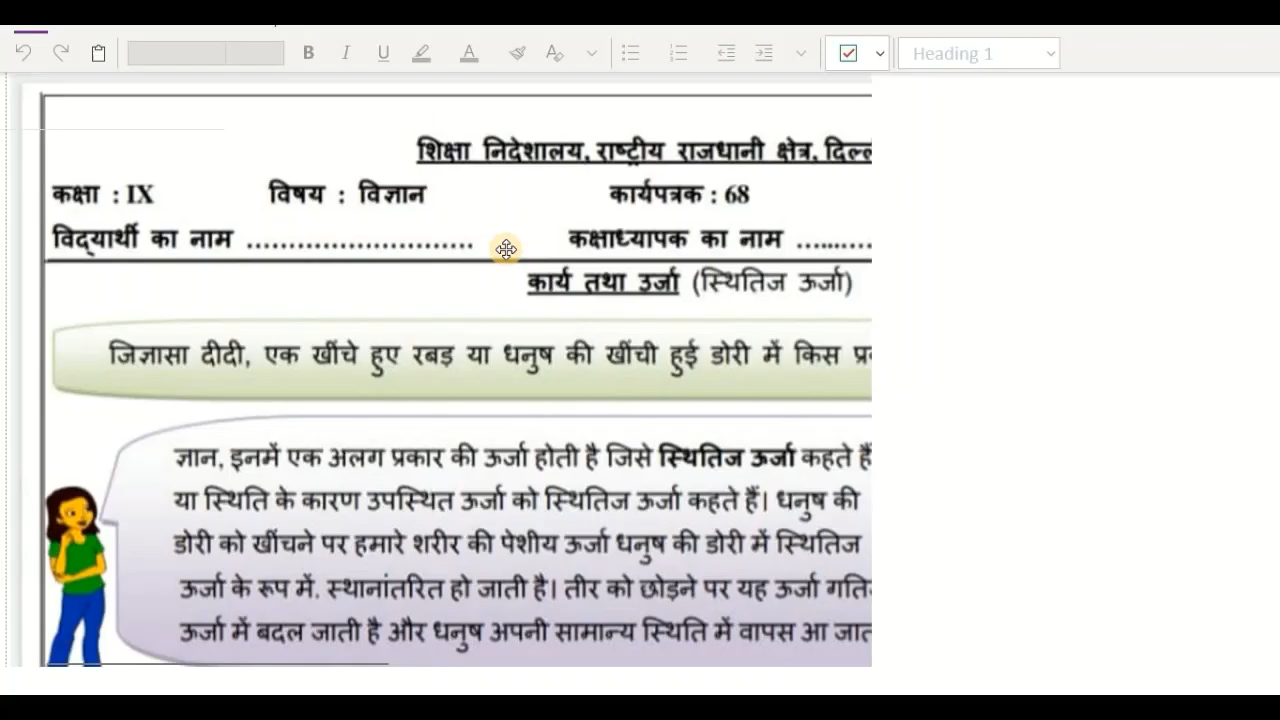 Heading 1
शिक्षा निदेशालय, राष्ट्रीय राजधानी क्षेत्र,
कक्षा : IX विषय : विज्ञान कार्यपत्रक : 68
विद्यार्थी का नाम ........................... कक्षाध्यापक का नाम .........
कार्य तथा उर्जा (स्थितिज ऊर्जा)
जिज्ञासा दीदी, एक खींचे हुए रबड़ या धनुष की खींची हुई डोरी में किस
ज्ञान, इनमें एक अलग प्रकार की ऊर्जा होती है जिसे स्थितिज ऊर्जा कहते हैं
या स्थिति के कारण उपस्थित ऊर्जा को स्थितिज ऊर्जा कहते हैं। धनुष की
डोरी को खींचने पर हमारे शरीर की पेशीय ऊर्जा धनुष की डोरी में स्थितिज
ऊर्जा के रूप में. स्थानांतरित हो जाती है। तीर को छोड़ने पर यह ऊर्जा
ऊर्जा में बदल जाती है और धनुष अपनी सामान्य स्थिति में वापस आ